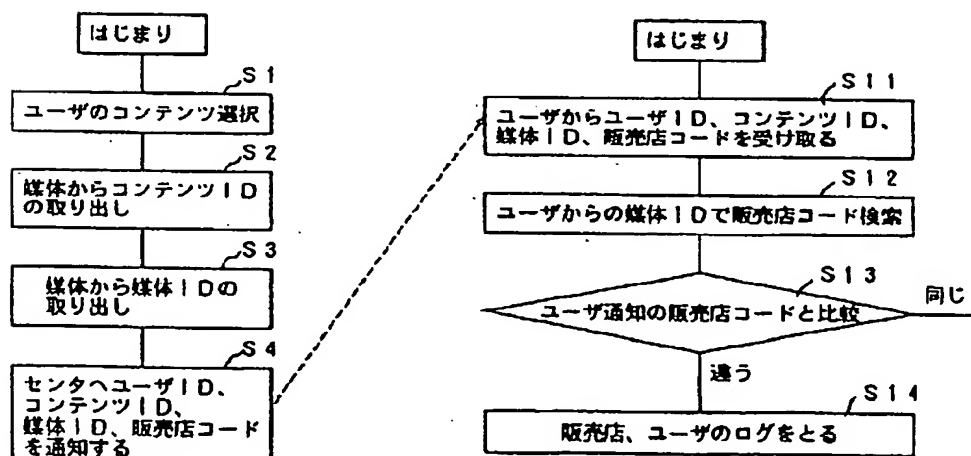 はじまり
S1
ユーザのコンテンツ選択
S2
媒体からコンテンツID
の取り出し
S3
媒体から媒体IDの
取り出し
S4
センタへユーザID、
コンテンツID、
媒体ID、販売店コード
を通知する
はじまり
S11
ユーザからユーザID、コンテンツID、
媒体ID、販売店コードを受け取る
S12
ユーザからの媒体IDで販売店コード検索
S13
ユーザ通知の販売店コードと比較
同じ
違う
S14
販売店、ユーザのログをとる